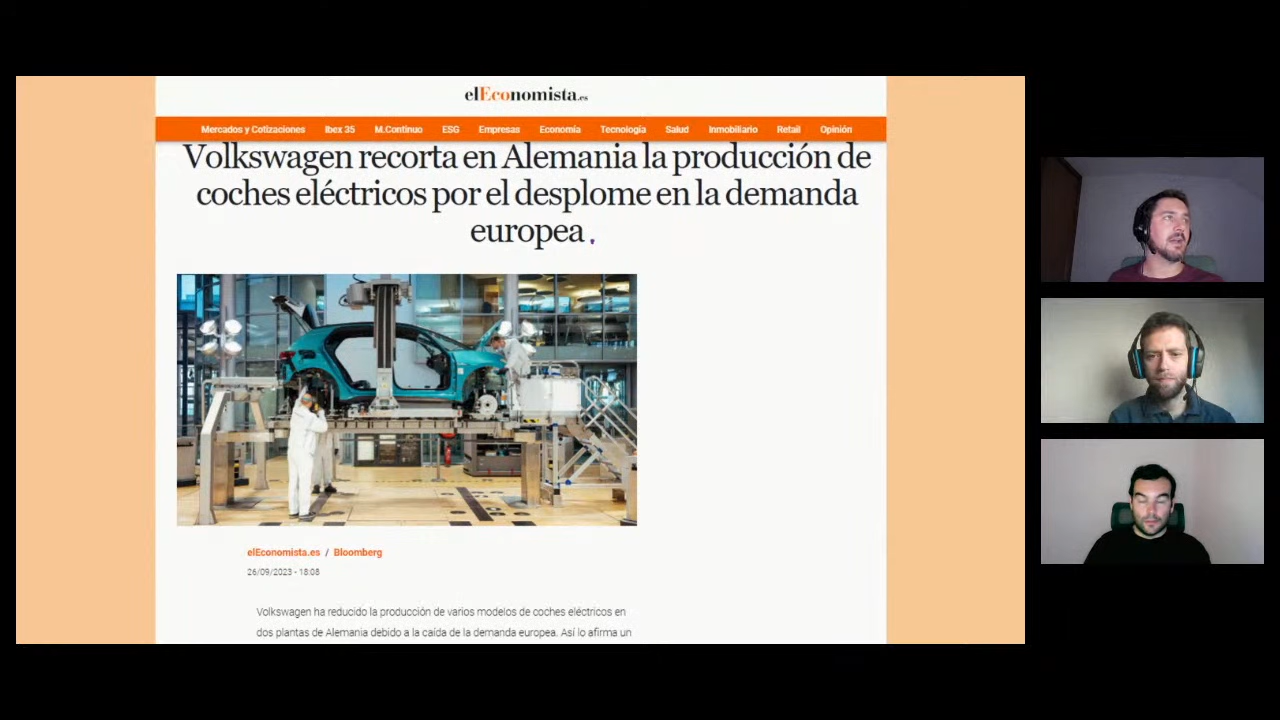 elEconomista.es
Mercados y Cotizaciones Ibex 35 M.Continuo ESG Empresas Economía Tecnología Salud Inmobiliario Retail Opinión
Volkswagen recorta en Alemania la producción de
coches eléctricos por el desplome en la demanda
europea
elEconomista.es / Bloomberg
26/09/2023 - 18:08
Volkswagen ha reducido la producción de varios modelos de coches eléctricos en
dos plantas de Alemania debido a la caída de la demanda europea. Así lo afirma un